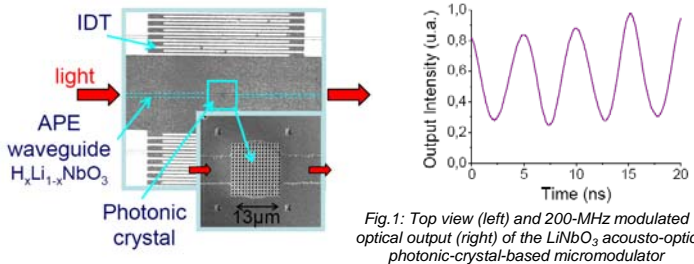 IDT
light
APE
waveguide
HxLi1-xNbO3
Photonic
crystal
13µm
Output Intensity (u.a.)
1,0
0,8
0,6
0,4
0,2
0,0
0 5 10 15 20
Time (ns)
Fig.1: Top view (left) and 200-MHz modulated
optical output (right) of the LiNbO3 acousto-optic
photonic-crystal-based micromodulator